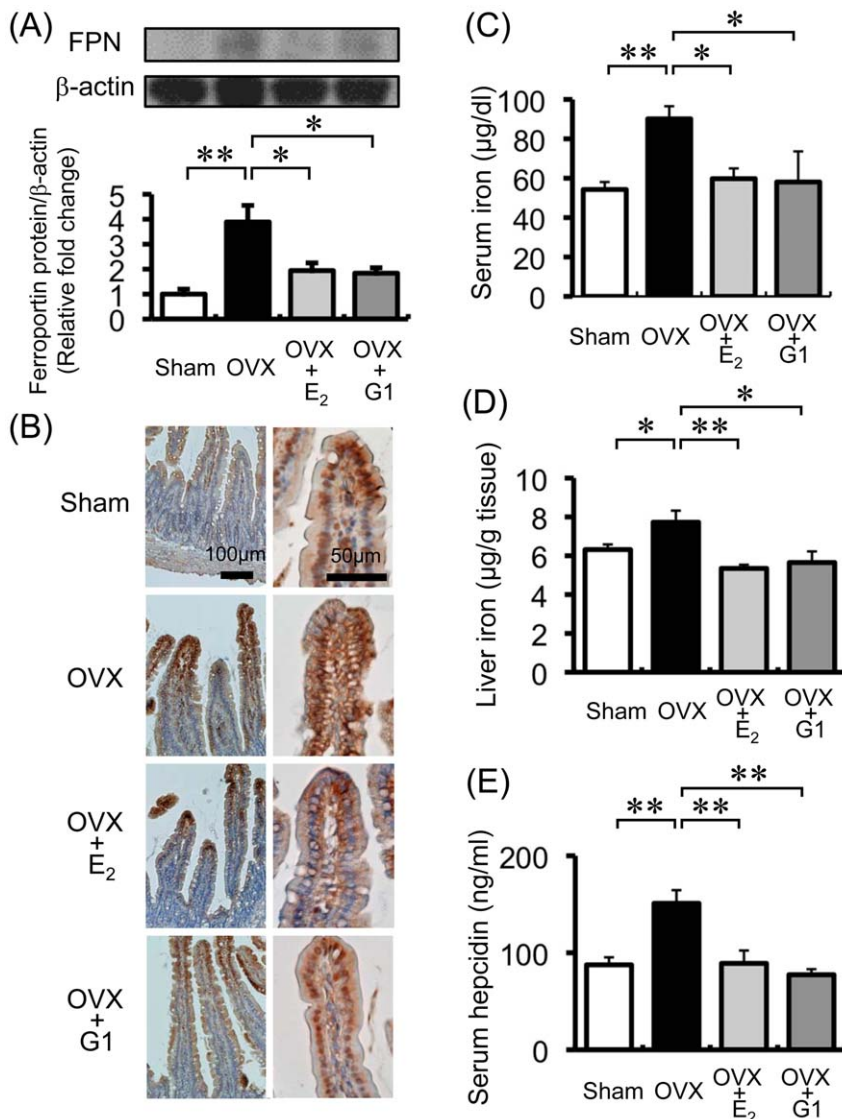 (A)
FPN
β-actin
**
*
*
Ferroportin protein/β-actin
(Relative fold change)
5
4
3
2
1
0
Sham
OVX
OVX
+
E₂
OVX
+
G1
(B)
Sham
100μm
50μm
OVX
OVX
+
E₂
OVX
+
G1
(C)
*
**
*
Serum iron (μg/dl)
100
80
60
40
20
0
Sham
OVX
OVX
+
E₂
OVX
+
G1
(D)
*
*
**
Liver iron (μg/g tissue)
10
8
6
4
2
0
Sham
OVX
OVX
+
E₂
OVX
+
G1
(E)
**
**
**
Serum hepcidin (ng/ml)
200
100
0
Sham
OVX
OVX
+
E₂
OVX
+
G1